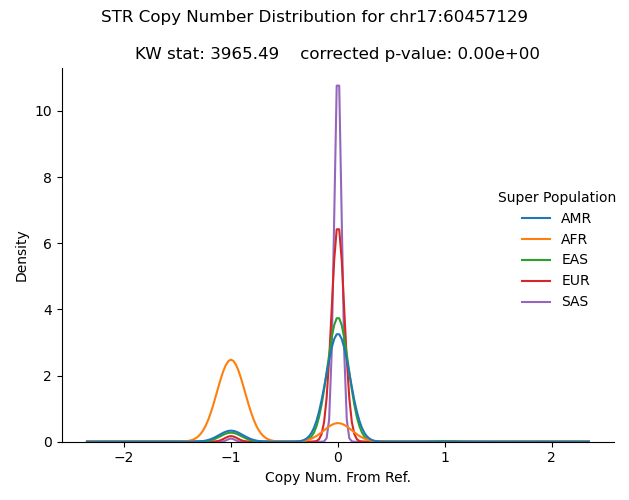 STR Copy Number Distribution for chr17:60457129
KW stat: 3965.49    corrected p-value: 0.00e+00
10
8
6
4
2
0
Density
−2
−1
0
1
2
Copy Num. From Ref.
Super Population
AMR
AFR
EAS
EUR
SAS